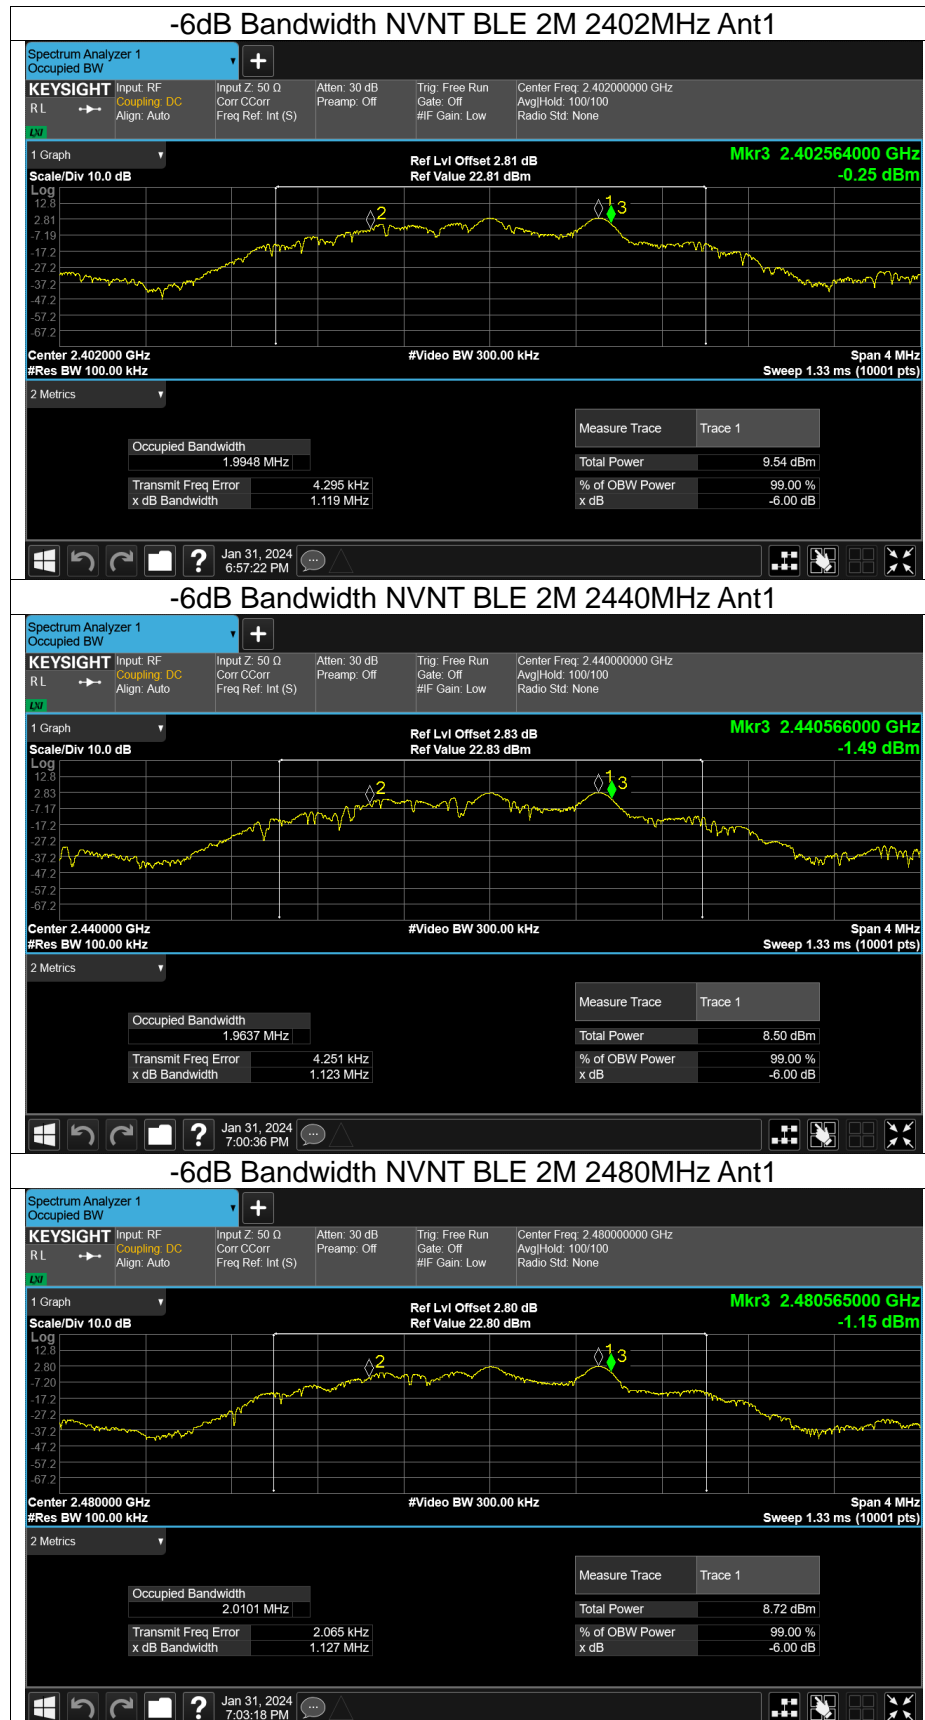 -6dB Bandwidth NVNT BLE 2M 2402MHz Ant1
Spectrum Analyzer 1
Occupied BW
+
KEYSIGHT
R L
LXI
Input: RF
Coupling: DC
Align: Auto
Input Z: 50 Ω
Corr CCorr
Freq Ref: Int (S)
Atten: 30 dB
Preamp: Off
Trig: Free Run
Gate: Off
#IF Gain: Low
Center Freq: 2.402000000 GHz
Avg|Hold: 100/100
Radio Std: None
1 Graph
Scale/Div 10.0 dB
Ref Lvl Offset 2.81 dB
Ref Value 22.81 dBm
Mkr3 2.402564000 GHz
-0.25 dBm
Log
12.8
2.81
-7.19
-17.2
-27.2
-37.2
-47.2
-57.2
-67.2
2
1
3
Center 2.402000 GHz
#Video BW 300.00 kHz
Span 4 MHz
#Res BW 100.00 kHz
Sweep 1.33 ms (10001 pts)
2 Metrics
Measure Trace Trace 1
Occupied Bandwidth
1.9948 MHz
Total Power 9.54 dBm
Transmit Freq Error 4.295 kHz
% of OBW Power 99.00 %
x dB Bandwidth 1.119 MHz
x dB -6.00 dB
?
Jan 31, 2024
6:57:22 PM
-6dB Bandwidth NVNT BLE 2M 2440MHz Ant1
Spectrum Analyzer 1
Occupied BW
+
KEYSIGHT
R L
LXI
Input: RF
Coupling: DC
Align: Auto
Input Z: 50 Ω
Corr CCorr
Freq Ref: Int (S)
Atten: 30 dB
Preamp: Off
Trig: Free Run
Gate: Off
#IF Gain: Low
Center Freq: 2.440000000 GHz
Avg|Hold: 100/100
Radio Std: None
1 Graph
Scale/Div 10.0 dB
Ref Lvl Offset 2.83 dB
Ref Value 22.83 dBm
Mkr3 2.440566000 GHz
-1.49 dBm
Log
12.8
2.83
-7.17
-17.2
-27.2
-37.2
-47.2
-57.2
-67.2
2
1
3
Center 2.440000 GHz
#Video BW 300.00 kHz
Span 4 MHz
#Res BW 100.00 kHz
Sweep 1.33 ms (10001 pts)
2 Metrics
Measure Trace Trace 1
Occupied Bandwidth
1.9637 MHz
Total Power 8.50 dBm
Transmit Freq Error 4.251 kHz
% of OBW Power 99.00 %
x dB Bandwidth 1.123 MHz
x dB -6.00 dB
?
Jan 31, 2024
7:00:36 PM
-6dB Bandwidth NVNT BLE 2M 2480MHz Ant1
Spectrum Analyzer 1
Occupied BW
+
KEYSIGHT
R L
LXI
Input: RF
Coupling: DC
Align: Auto
Input Z: 50 Ω
Corr CCorr
Freq Ref: Int (S)
Atten: 30 dB
Preamp: Off
Trig: Free Run
Gate: Off
#IF Gain: Low
Center Freq: 2.480000000 GHz
Avg|Hold: 100/100
Radio Std: None
1 Graph
Scale/Div 10.0 dB
Ref Lvl Offset 2.80 dB
Ref Value 22.80 dBm
Mkr3 2.480565000 GHz
-1.15 dBm
Log
12.8
2.80
-7.20
-17.2
-27.2
-37.2
-47.2
-57.2
-67.2
2
1
3
Center 2.480000 GHz
#Video BW 300.00 kHz
Span 4 MHz
#Res BW 100.00 kHz
Sweep 1.33 ms (10001 pts)
2 Metrics
Measure Trace Trace 1
Occupied Bandwidth
2.0101 MHz
Total Power 8.72 dBm
Transmit Freq Error 2.065 kHz
% of OBW Power 99.00 %
x dB Bandwidth 1.127 MHz
x dB -6.00 dB
?
Jan 31, 2024
7:03:18 PM